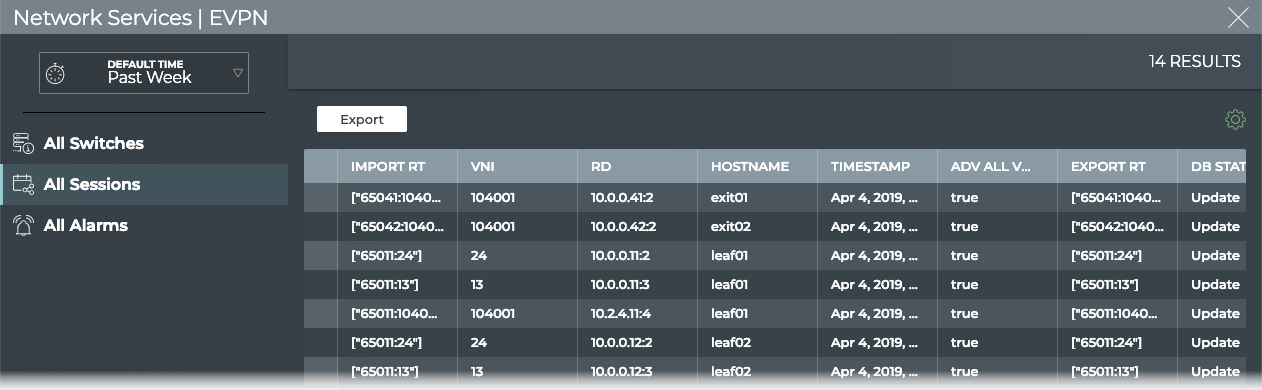 Network Services | EVPN
DEFAULT TIME
Past Week
14 RESULTS
All Switches
All Sessions
All Alarms
Export
IMPORT RT VNI RD HOSTNAME TIMESTAMP ADV ALL V... EXPORT RT DB STAT
["65041:1040... 104001 10.0.0.41:2 exit01 Apr 4, 2019, ... true ["65041:1040... Update
["65042:1040... 104001 10.0.0.42:2 exit02 Apr 4, 2019, ... true ["65042:1040... Update
["65011:24"] 24 10.0.0.11:2 leaf01 Apr 4, 2019, ... true ["65011:24"] Update
["65011:13"] 13 10.0.0.11:3 leaf01 Apr 4, 2019, ... true ["65011:13"] Update
["65011:1040... 104001 10.2.4.11:4 leaf01 Apr 4, 2019, ... true ["65011:1040... Update
["65011:24"] 24 10.0.0.12:2 leaf02 Apr 4, 2019, ... true ["65011:24"] Update
["65011:13"] 13 10.0.0.12:3 leaf02 Apr 4, 2019, ... true ["65011:13"] Update